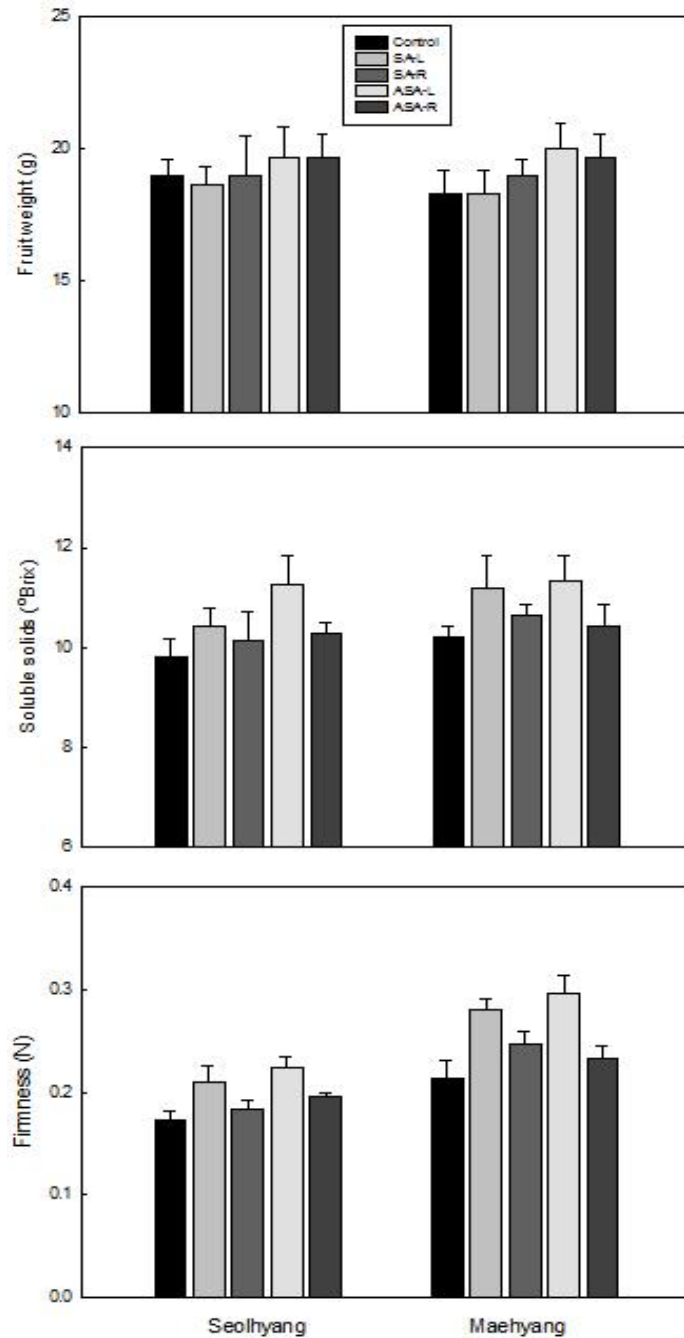 25
Control
SA-L
SA-R
ASA-L
ASA-R
20
Fruit weight (g)
15
10
14
12
Soluble solids (°Brix)
10
8
6
0.4
0.3
Firmness (N)
0.2
0.1
0.0
Seolhyang Maehyang